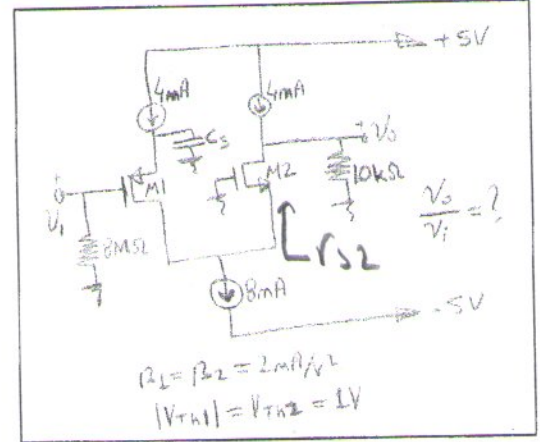 +5V
4mA 4mA
Cs
Vo
M1 M2
10kΩ
Vi
8MΩ
Vo/Vi = ?
rs2
8mA
-5V
β1 = β2 = 2mA/V²
|VTh1| = VTh2 = 1V